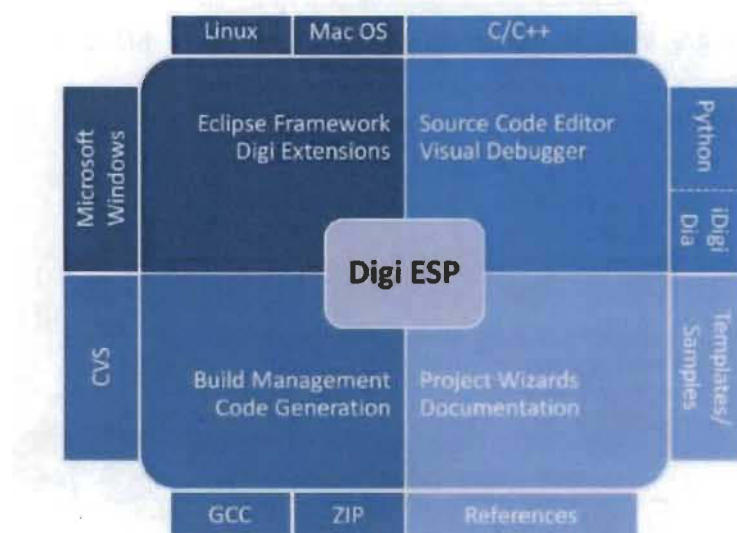 Linux
Mac OS
C/C++
Microsoft
Windows
Eclipse Framework
Digi Extensions
Source Code Editor
Visual Debugger
Python
iDigi
Dia
Digi ESP
CVS
Build Management
Code Generation
Project Wizards
Documentation
Templates/
Samples
GCC
ZIP
References